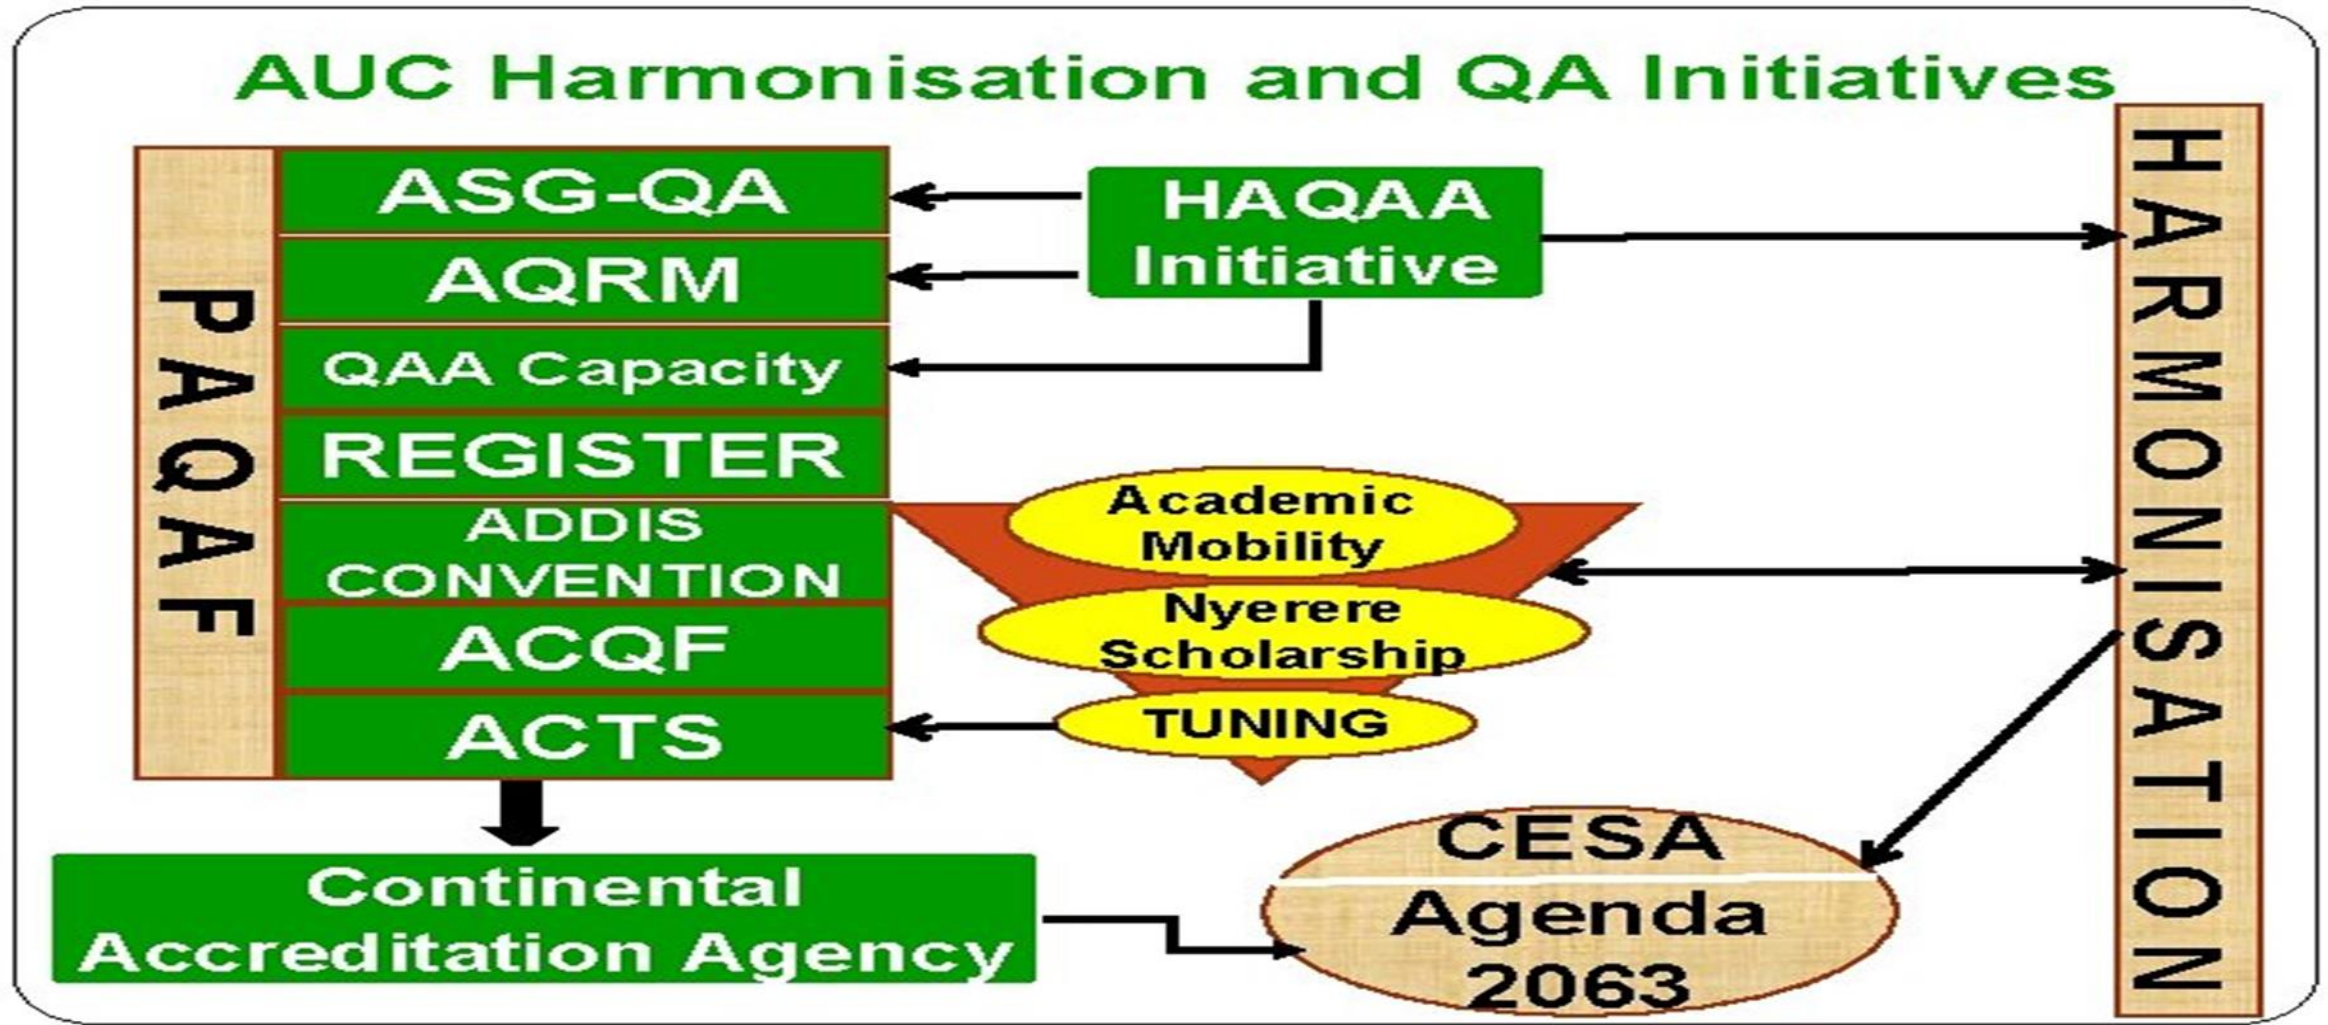 AUC Harmonisation and QA Initiatives
PAQAF
ASG-QA
AQRM
QAA Capacity
REGISTER
ADDIS
CONVENTION
ACQF
ACTS
HAQAA
Initiative
Academic
Mobility
Nyerere
Scholarship
TUNING
HARMONISATION
Continental
Accreditation Agency
CESA
Agenda
2063